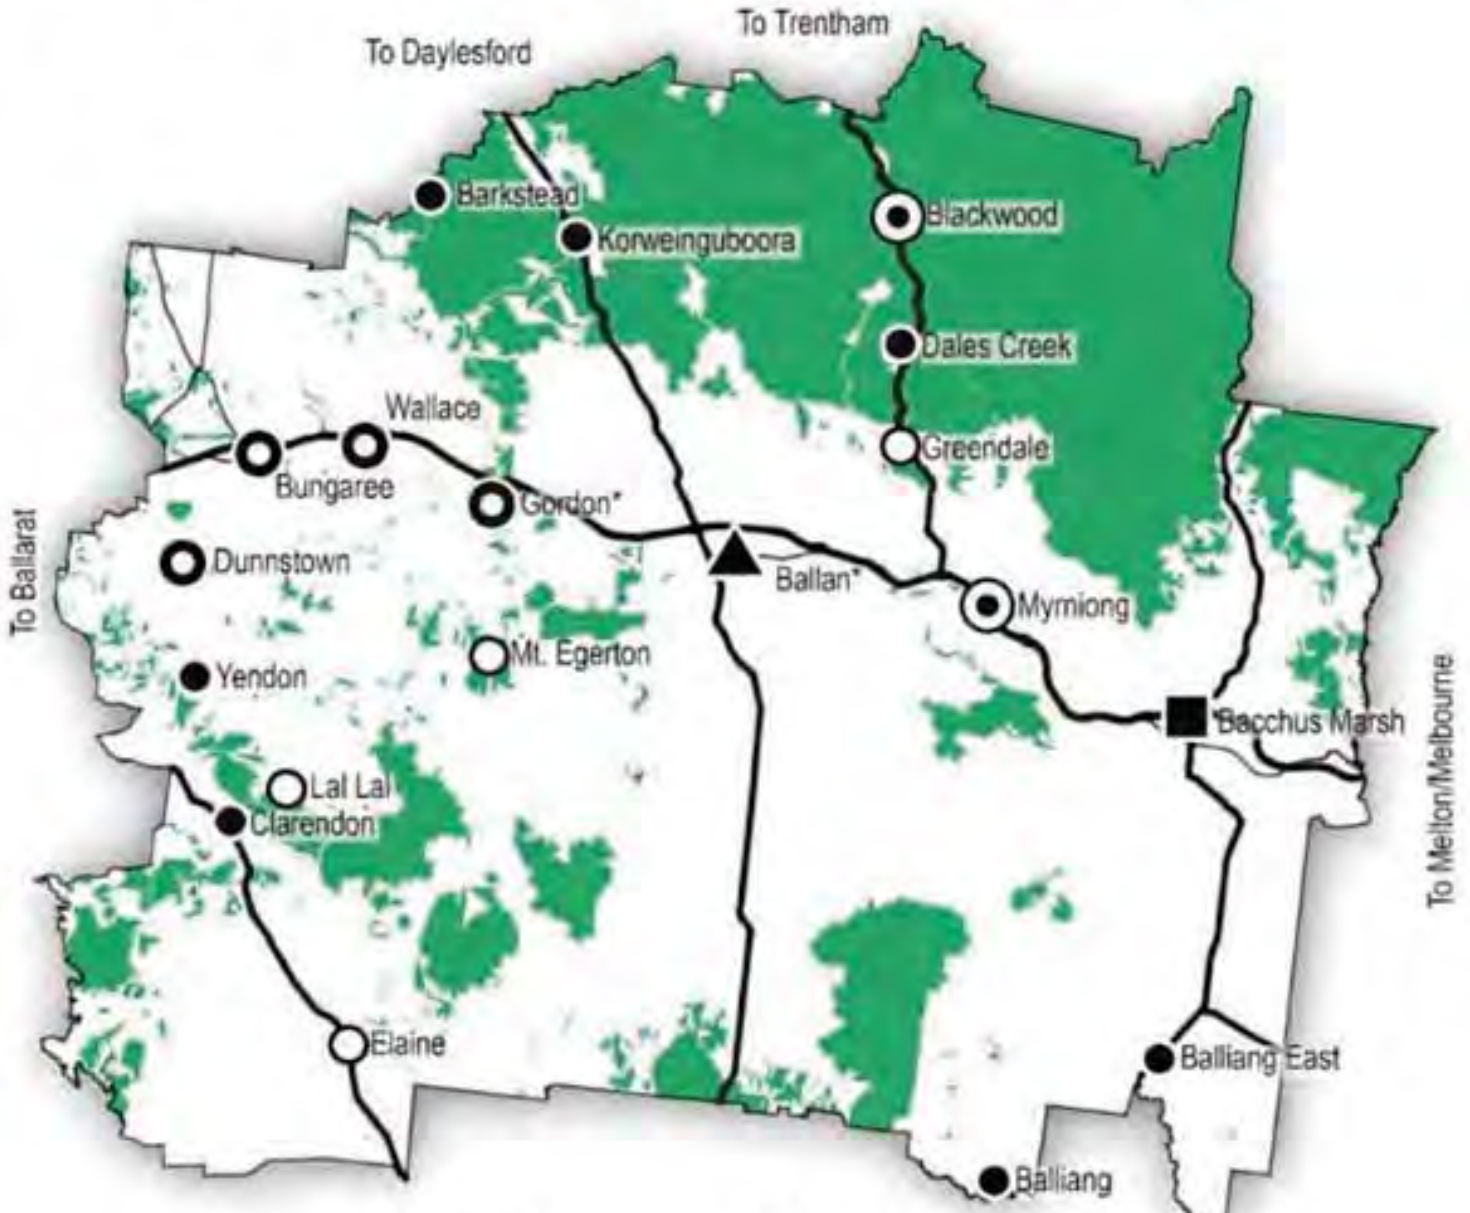 To Trentham
To Daylesford
Barkstead
Blackwood
Korweinguboora
Dales Creek
Wallace
Greendale
Bungaree
Gordon*
To Ballarat
Dunnstown
Ballan*
Myrniong
Mt. Egerton
Yendon
Bacchus Marsh
To Melton/Melbourne
Lal Lal
Clarendon
Elaine
Balliang East
Balliang